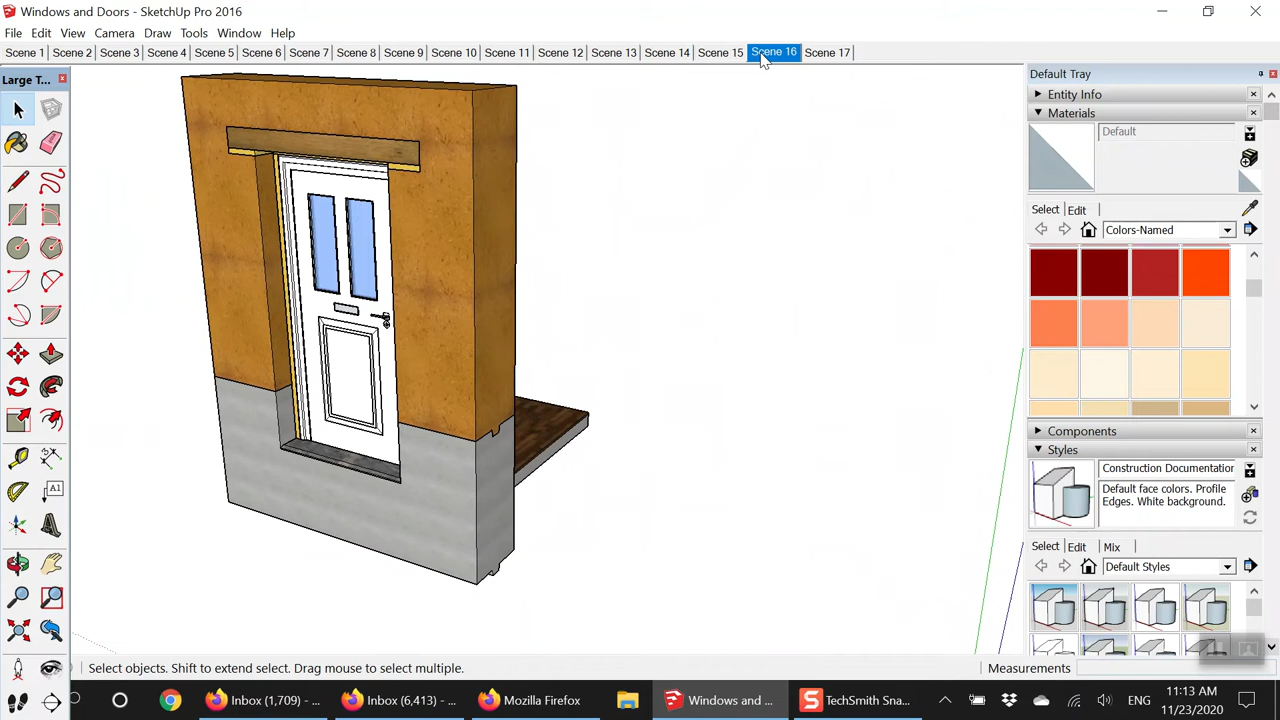 Windows and Doors - SketchUp Pro 2016
File Edit View Camera Draw Tools Window Help
Scene 1 Scene 2 Scene 3 Scene 4 Scene 5 Scene 6 Scene 7 Scene 8 Scene 9 Scene 10 Scene 11 Scene 12 Scene 13 Scene 14 Scene 15 Scene 16 Scene 17
Large T...
Default Tray
Entity Info
Materials
Default
Select Edit
Colors-Named
Components
Styles
Construction Documentation
Default face colors. Profile
Edges. White background.
Select Edit Mix
Default Styles
A1
Select objects. Shift to extend select. Drag mouse to select multiple.
Measurements
Inbox (1,709) - ...
Inbox (6,413) - ...
Mozilla Firefox
Windows and ...
TechSmith Sna...
ENG
11:13 AM
11/23/2020